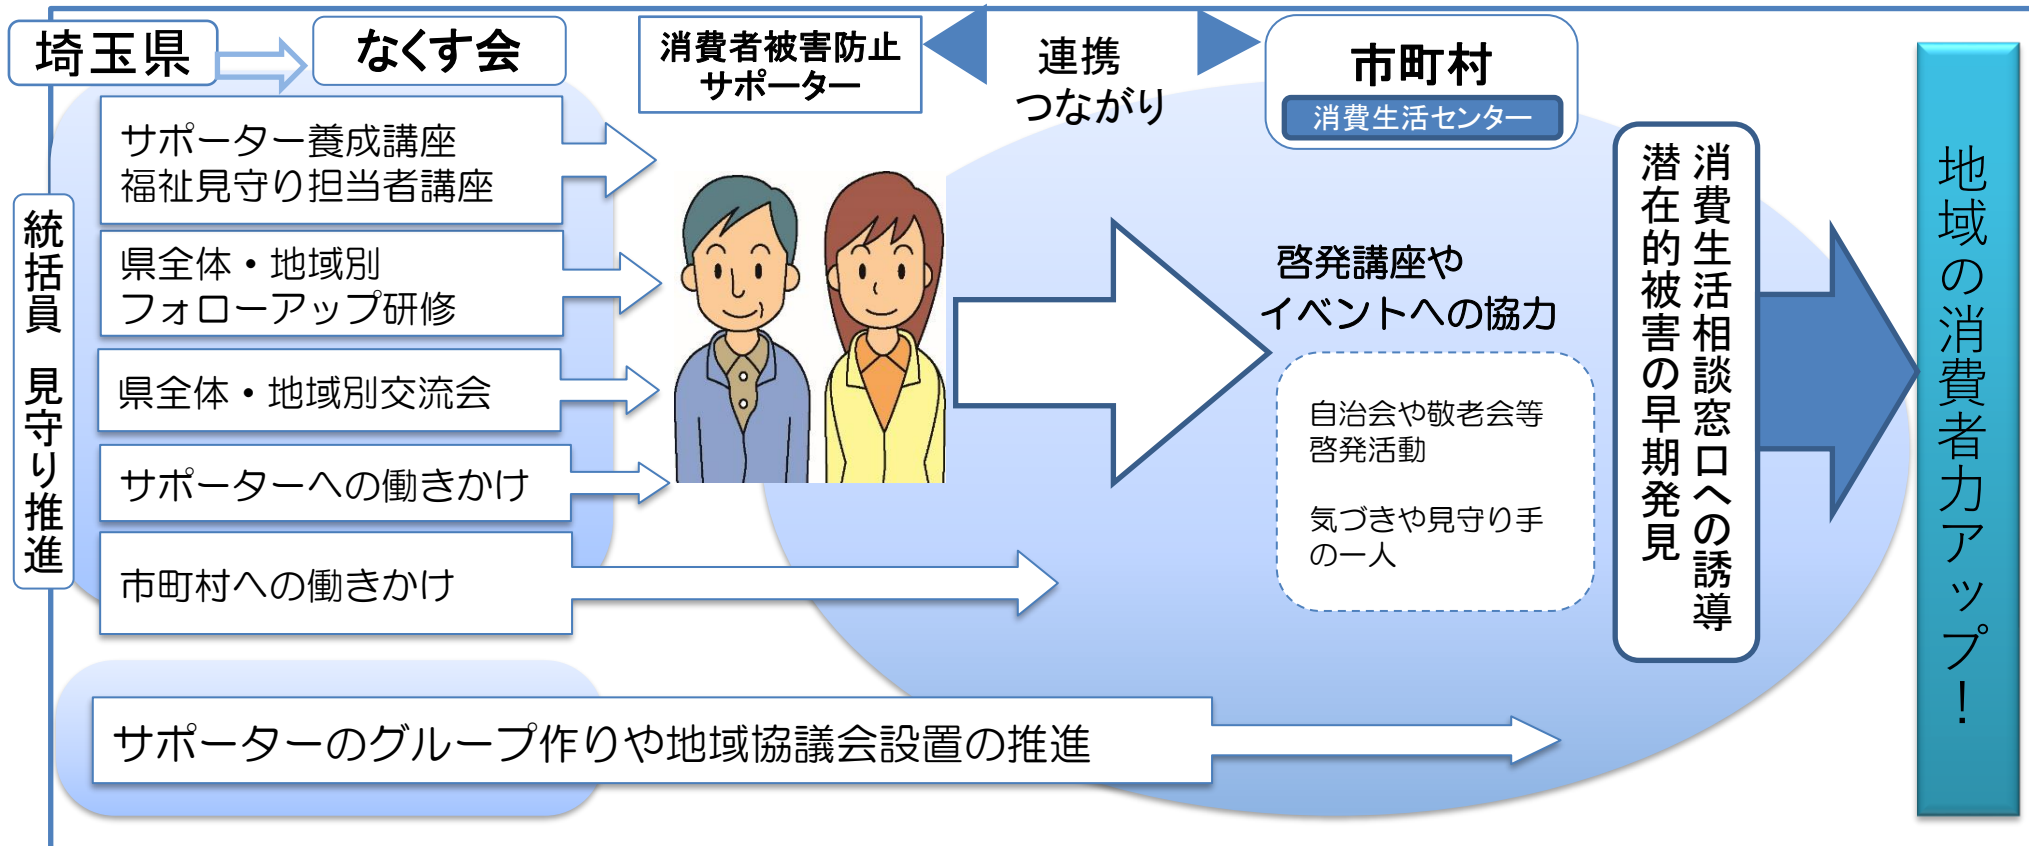 埼玉県
なくす会
消費者被害防止
サポーター
連携
つながり
市町村
消費生活センター
統括員 見守り推進
サポーター養成講座
福祉見守り担当者講座
県全体・地域別
フォローアップ研修
県全体・地域別交流会
サポーターへの働きかけ
市町村への働きかけ
サポーターのグループ作りや地域協議会設置の推進
啓発講座や
イベントへの協力
自治会や敬老会等
啓発活動
気づきや見守り手
の一人
消費生活相談窓口への誘導
潜在的被害の早期発見
地域の消費者力アップ！